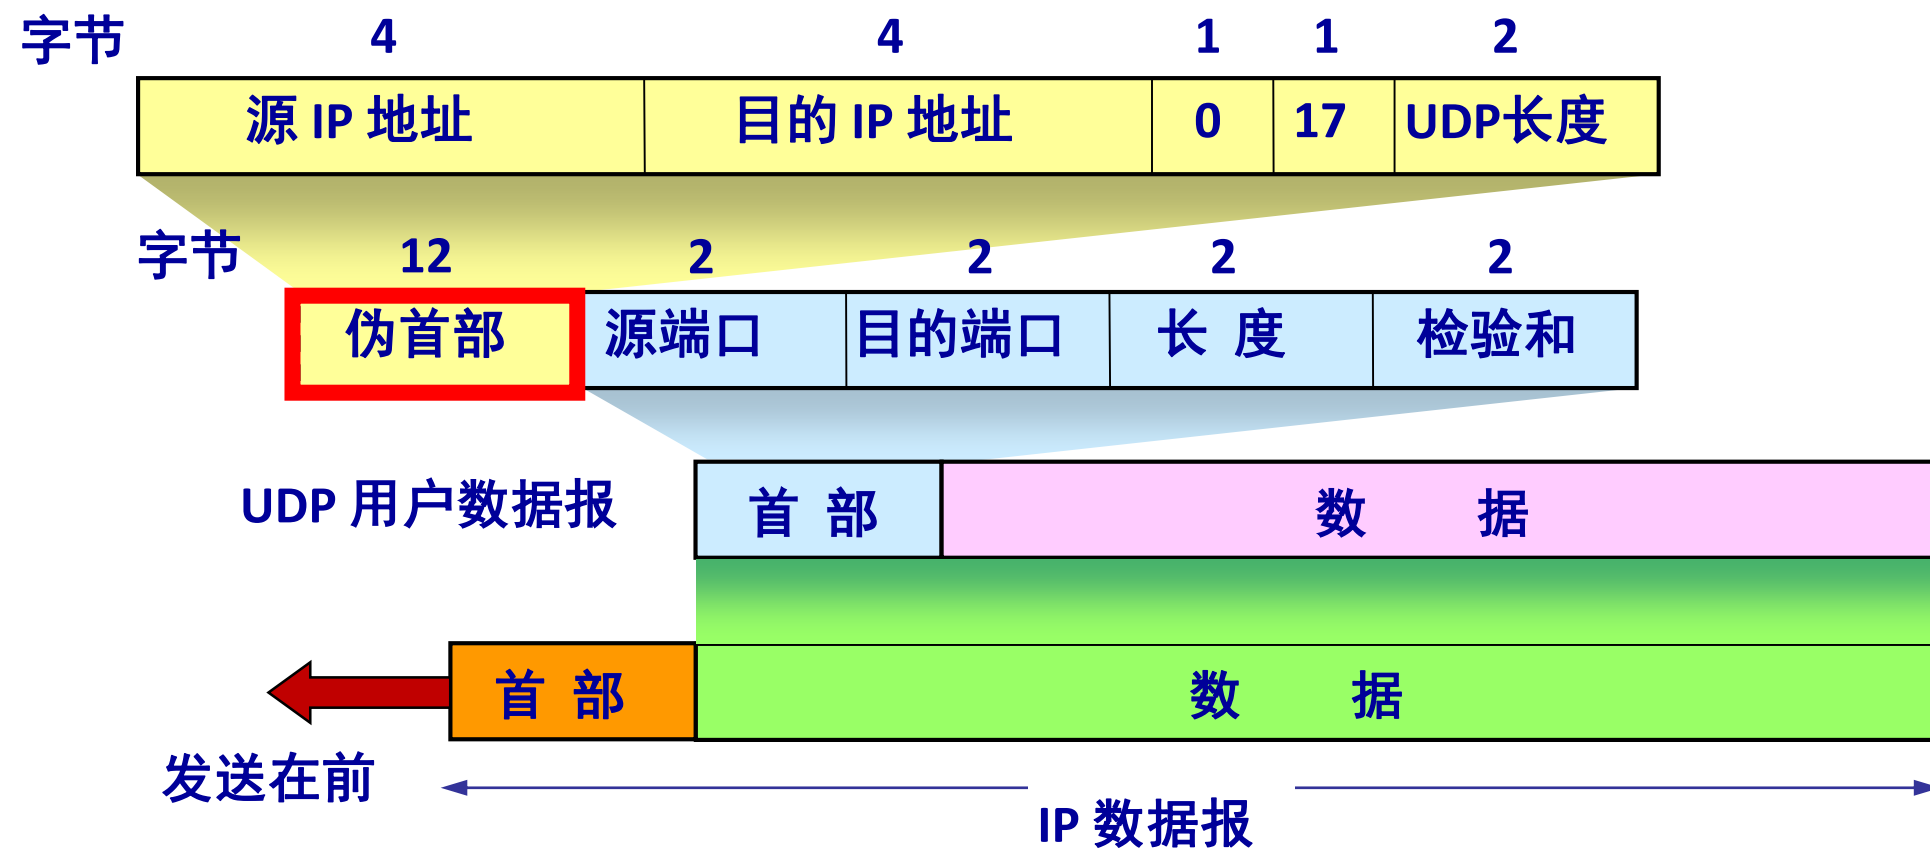 字节 4 4 1 1 2
源 IP 地址 目的 IP 地址 0 17 UDP长度
字节 12 2 2 2 2
伪首部 源端口 目的端口 长 度 检验和
UDP 用户数据报 首 部 数 据
首 部 数 据
发送在前
IP 数据报